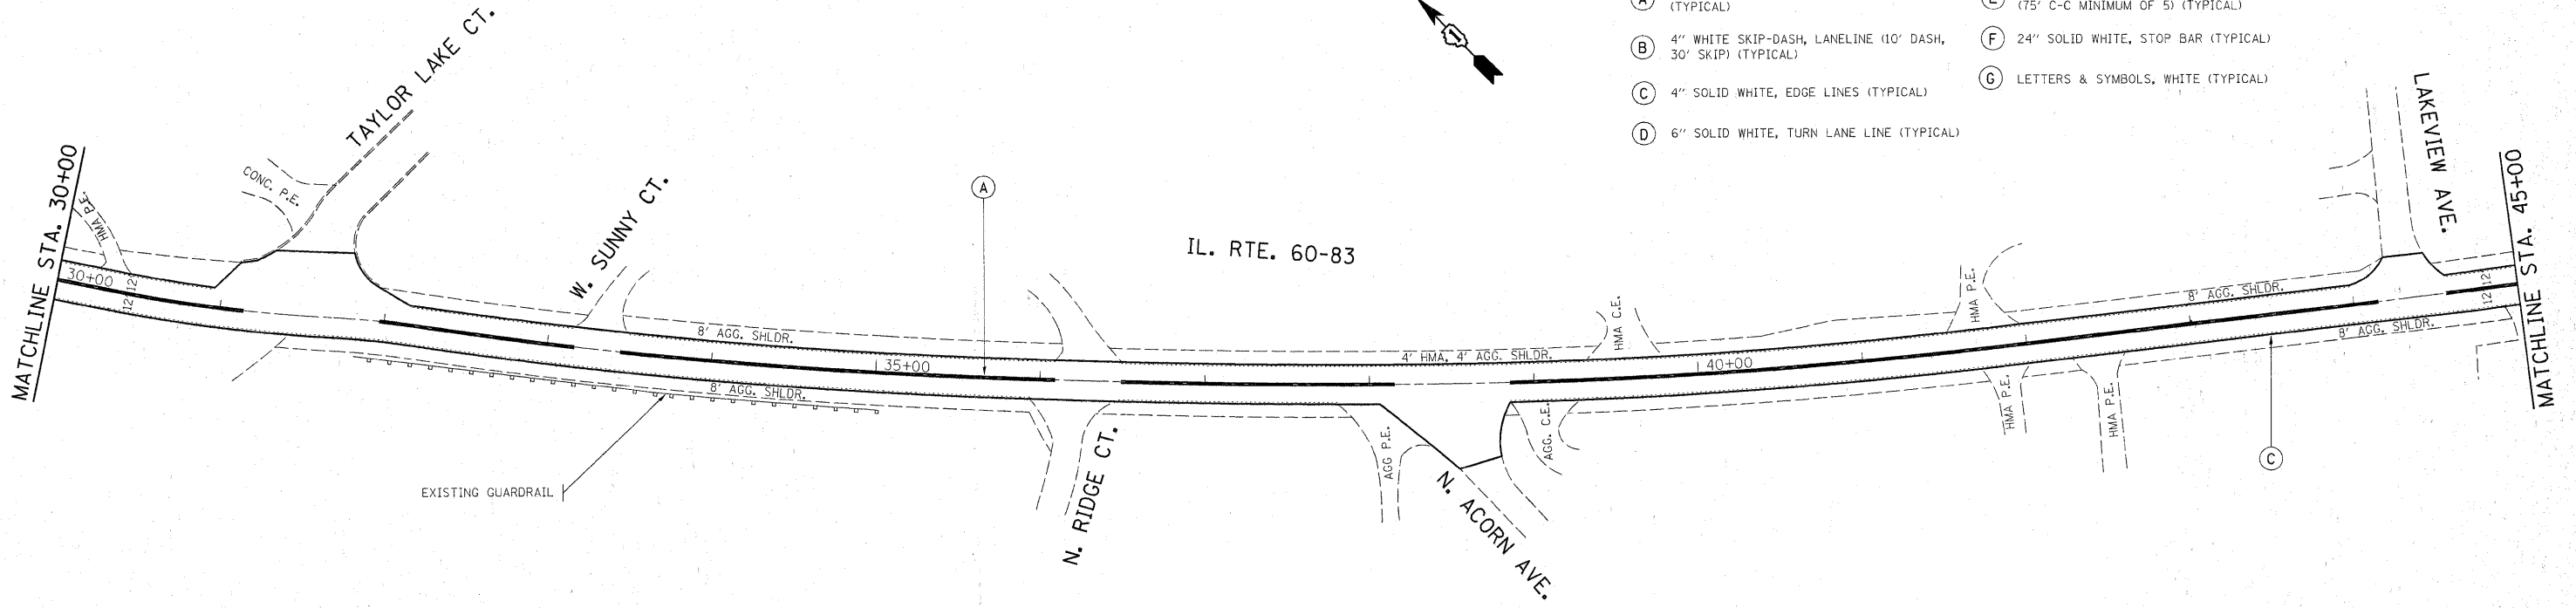 (TYPICAL)
(75' C-C MINIMUM OF 5) (TYPICAL)
B 4" WHITE SKIP-DASH, LANELINE (10' DASH,
30' SKIP) (TYPICAL)
F 24" SOLID WHITE, STOP BAR (TYPICAL)
C 4" SOLID WHITE, EDGE LINES (TYPICAL)
G LETTERS & SYMBOLS, WHITE (TYPICAL)
D 6" SOLID WHITE, TURN LANE LINE (TYPICAL)
MATCHLINE STA. 30+00
HMA P.E.
CONC. P.E.
TAYLOR LAKE CT.
W. SUNNY CT.
A
IL. RTE. 60-83
HMA C.E.
HMA P.E.
LAKEVIEW AVE.
MATCHLINE STA. 45+00
30+00
12'
12'
8' AGG. SHLDR.
35+00
4' HMA, 4' AGG. SHLDR.
40+00
8' AGG. SHLDR.
12'
12'
8' AGG. SHLDR.
8' AGG. SHLDR.
EXISTING GUARDRAIL
N. RIDGE CT.
AGG P.E.
N. ACORN AVE.
AGG. C.E.
HMA P.E.
HMA P.E.
C